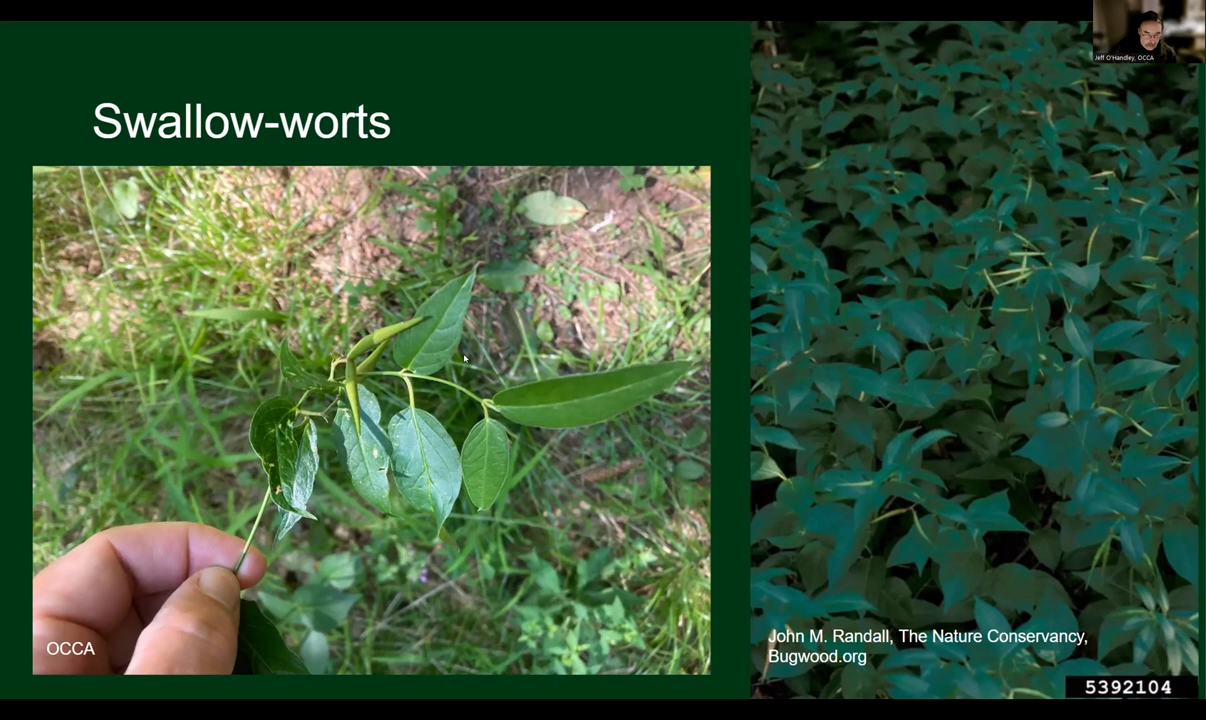 Swallow-worts
Jeff O'Handley, OCCA
OCCA
John M. Randall, The Nature Conservancy,
Bugwood.org
5392104